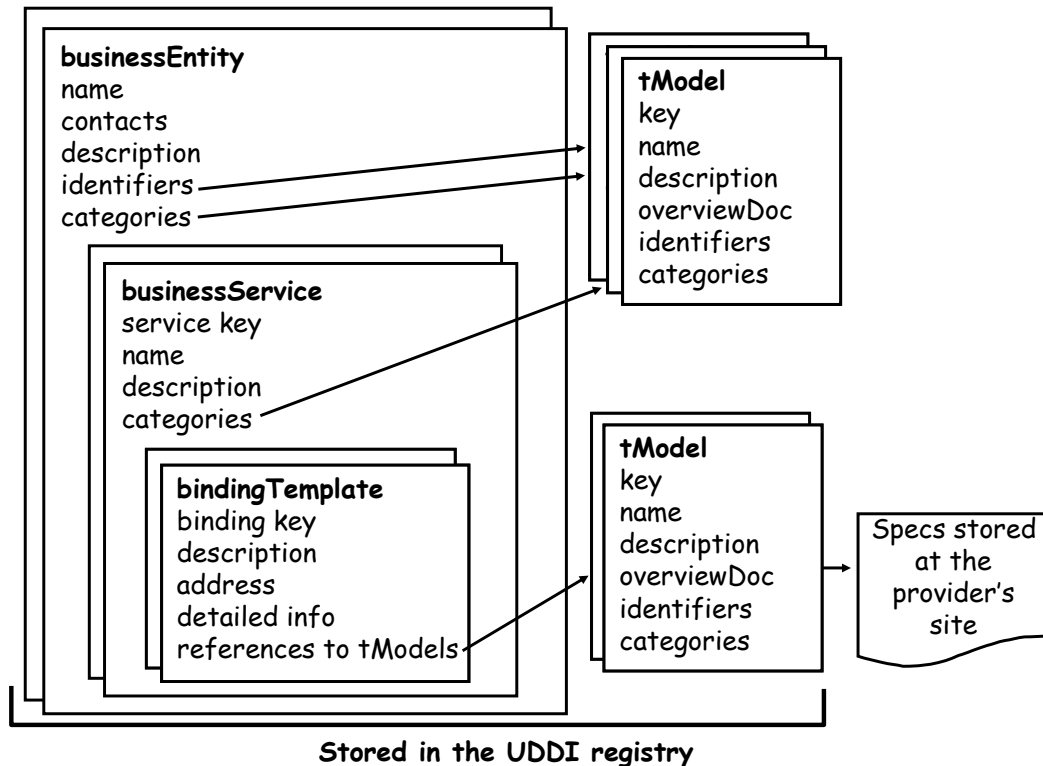 businessEntity
name
contacts
description
identifiers
categories
businessService
service key
name
description
categories
bindingTemplate
binding key
description
address
detailed info
references to tModels
tModel
key
name
description
overviewDoc
identifiers
categories
tModel
key
name
description
overviewDoc
identifiers
categories
Specs stored
at the
provider's
site
Stored in the UDDI registry